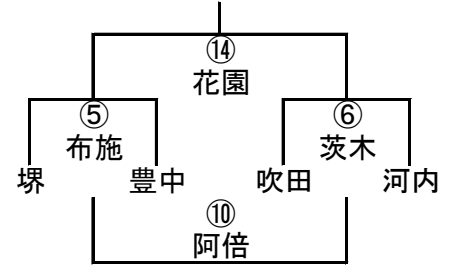 ⑭
花園
⑤
布施
⑥
茨木
堺
豊中
吹田
河内
⑩
阿倍